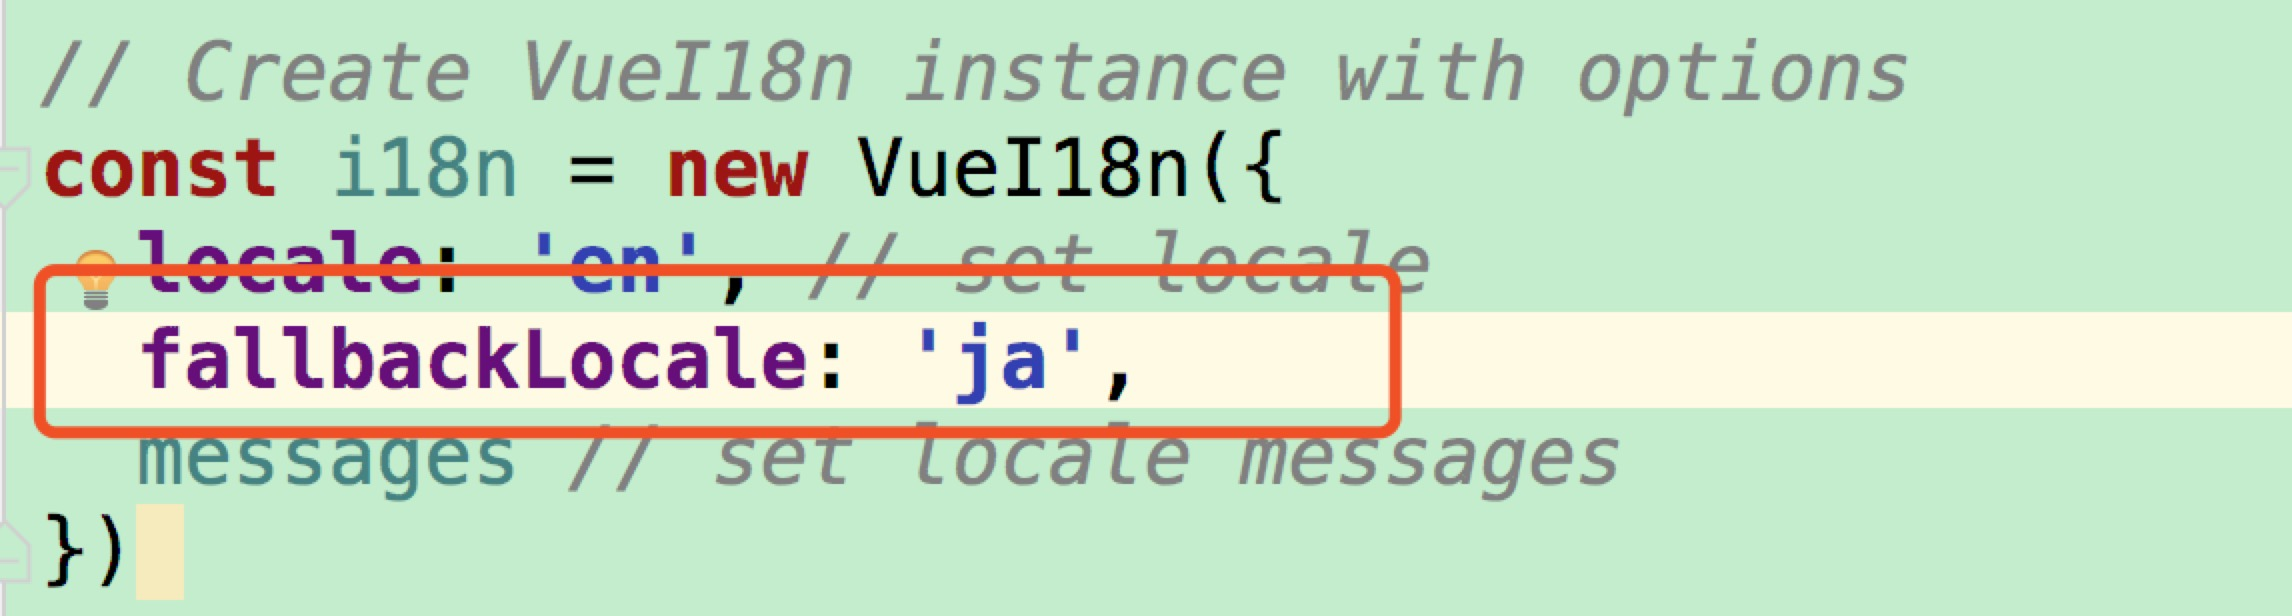 // Create VueI18n instance with options
const i18n = new VueI18n({
  locale: 'en', // set locale
  fallbackLocale: 'ja',
  messages // set locale messages
})